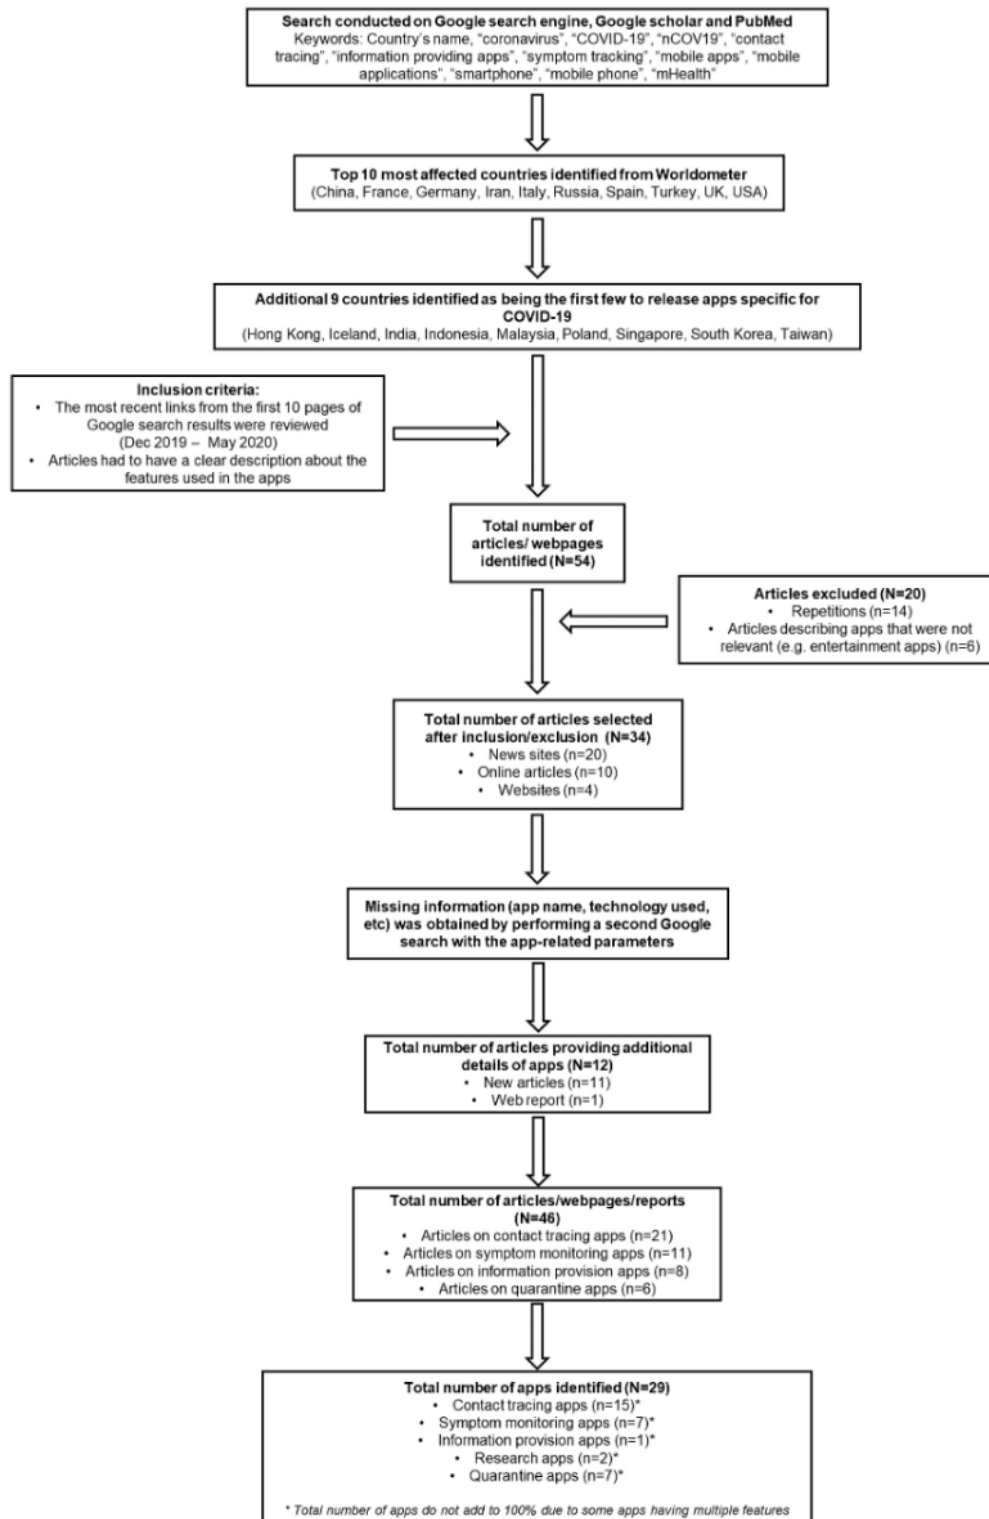 Search conducted on Google search engine, Google scholar and PubMed
Keywords: Country's name, "coronavirus", "COVID-19", "nCOV19", "contact
tracing", "information providing apps", "symptom tracking", "mobile apps", "mobile
applications", "smartphone", "mobile phone", "mHealth"
Top 10 most affected countries identified from Worldometer
(China, France, Germany, Iran, Italy, Russia, Spain, Turkey, UK, USA)
Additional 9 countries identified as being the first few to release apps specific for
COVID-19
(Hong Kong, Iceland, India, Indonesia, Malaysia, Poland, Singapore, South Korea, Taiwan)
Inclusion criteria:
• The most recent links from the first 10 pages of
Google search results were reviewed
(Dec 2019 – May 2020)
• Articles had to have a clear description about the
features used in the apps
Total number of
articles/ webpages
identified (N=54)
Articles excluded (N=20)
• Repetitions (n=14)
• Articles describing apps that were not
relevant (e.g. entertainment apps) (n=6)
Total number of articles selected
after inclusion/exclusion (N=34)
• News sites (n=20)
• Online articles (n=10)
• Websites (n=4)
Missing information (app name, technology used,
etc) was obtained by performing a second Google
search with the app-related parameters
Total number of articles providing additional
details of apps (N=12)
• New articles (n=11)
• Web report (n=1)
Total number of articles/webpages/reports
(N=46)
• Articles on contact tracing apps (n=21)
• Articles on symptom monitoring apps (n=11)
• Articles on information provision apps (n=8)
• Articles on quarantine apps (n=6)
Total number of apps identified (N=29)
• Contact tracing apps (n=15)*
• Symptom monitoring apps (n=7)*
• Information provision apps (n=1)*
• Research apps (n=2)*
• Quarantine apps (n=7)*
* Total number of apps do not add to 100% due to some apps having multiple features